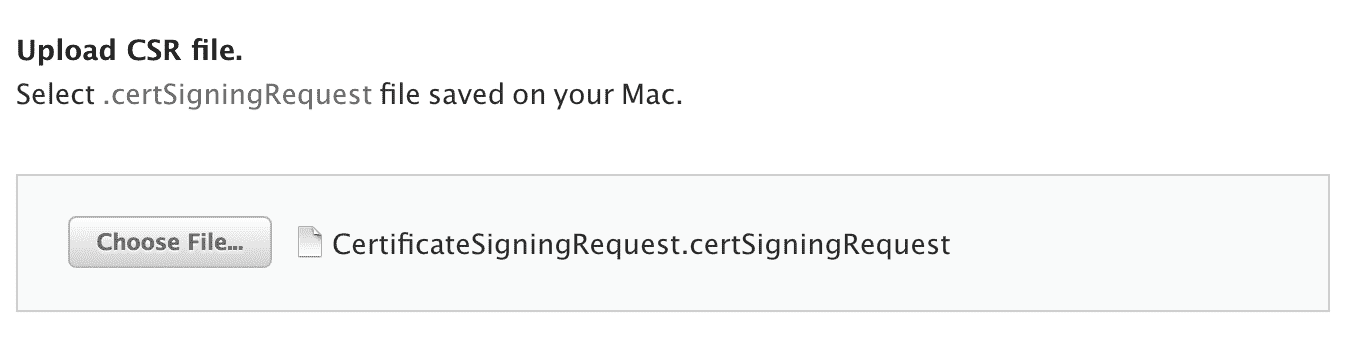 Upload CSR file.
Select .certSigningRequest file saved on your Mac.
Choose File... CertificateSigningRequest.certSigningRequest